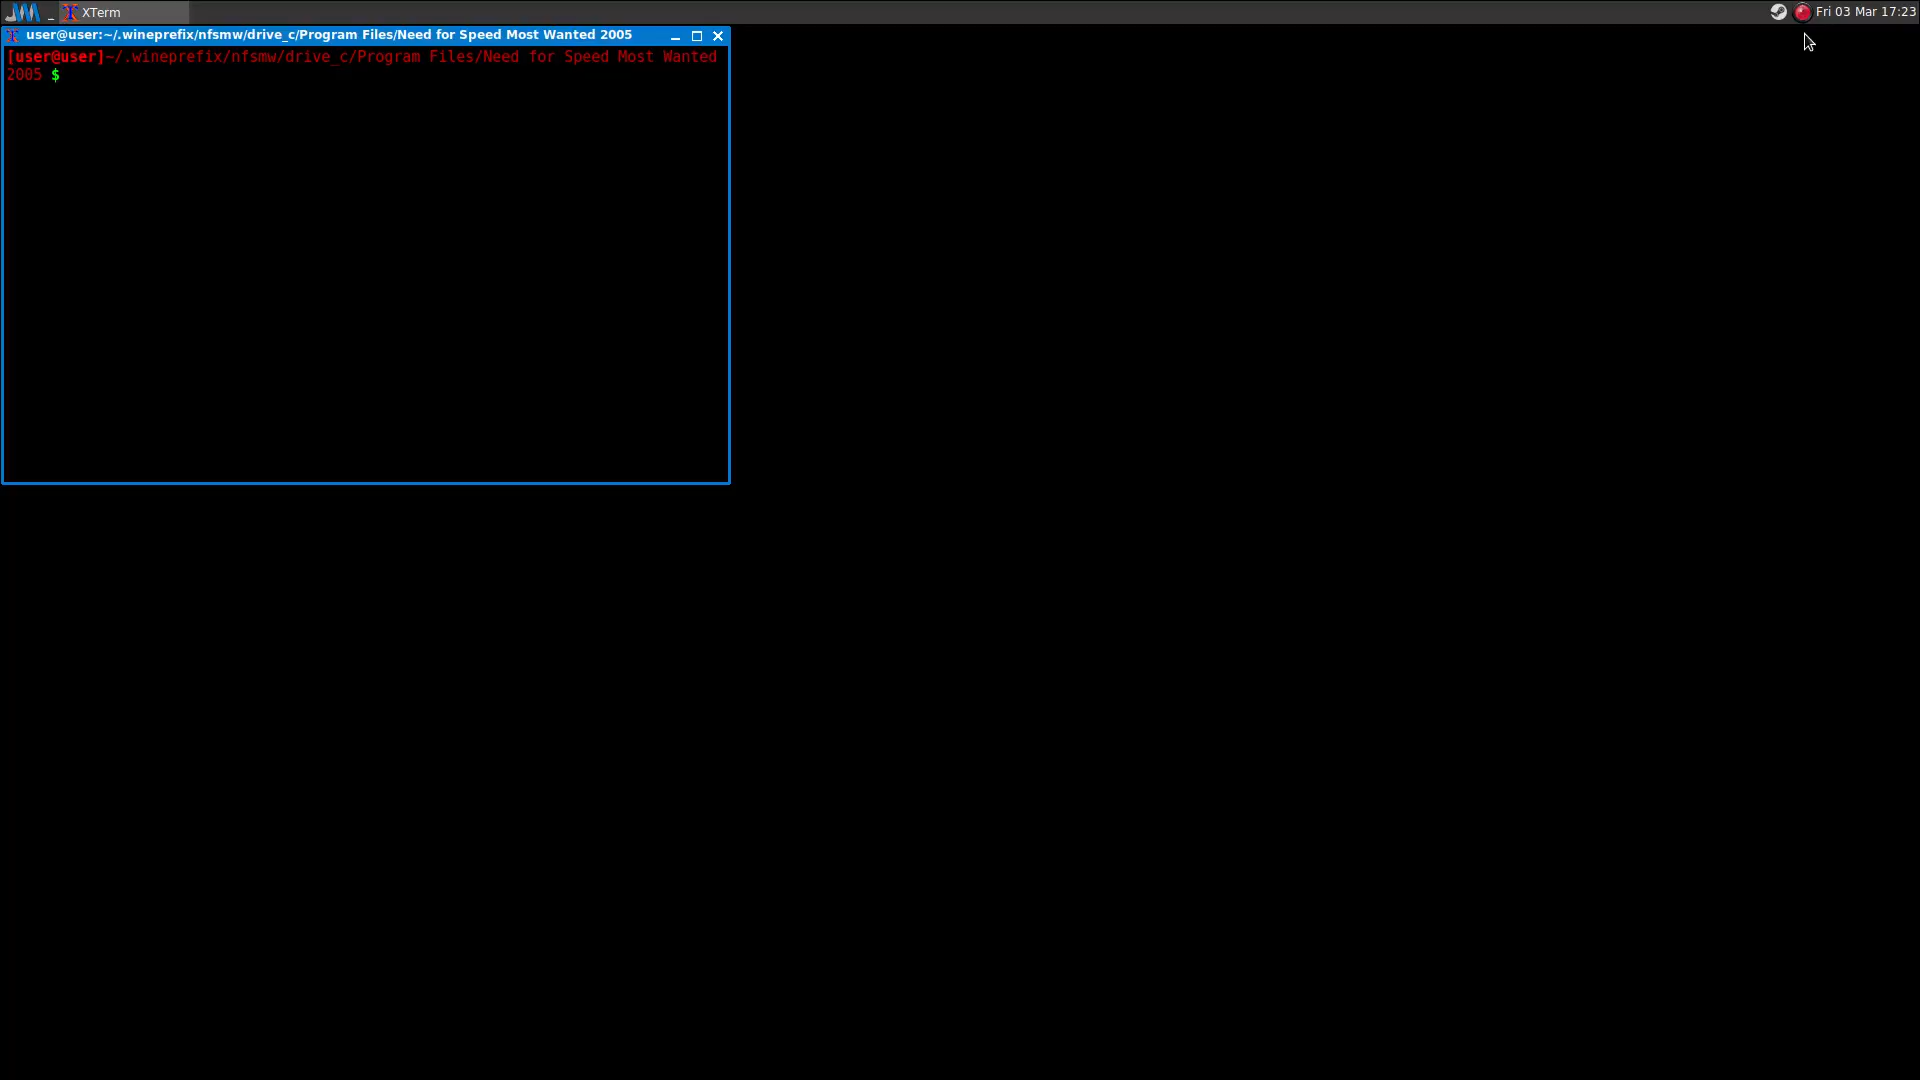 _ XTerm Fri 03 Mar 17:23
user@user:~/.wineprefix/nfsmw/drive_c/Program Files/Need for Speed Most Wanted 2005
[user@user]~/.wineprefix/nfsmw/drive_c/Program Files/Need for Speed Most Wanted
2005 $